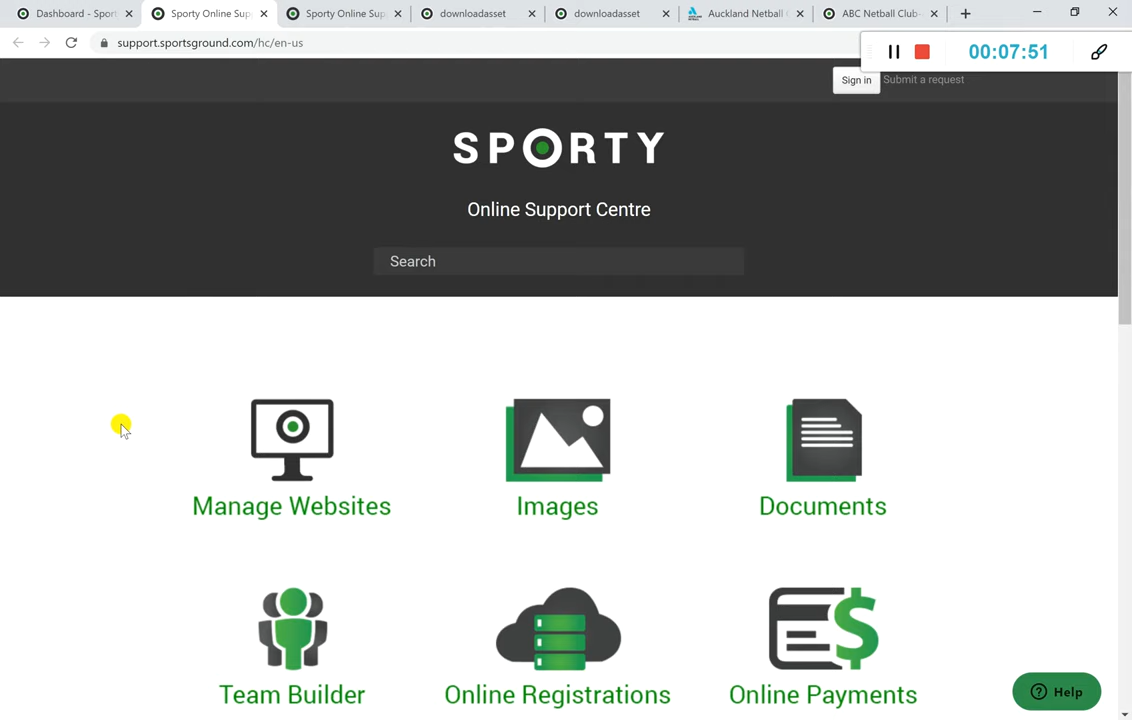 Dashboard - Sport
Sporty Online Sup
Sporty Online Sup
downloadasset
downloadasset
Auckland Netball
ABC Netball Club-
support.sportsground.com/hc/en-us
00:07:51
Sign in
Submit a request
SPORTY
Online Support Centre
Search
Manage Websites
Images
Documents
Team Builder
Online Registrations
Online Payments
Help